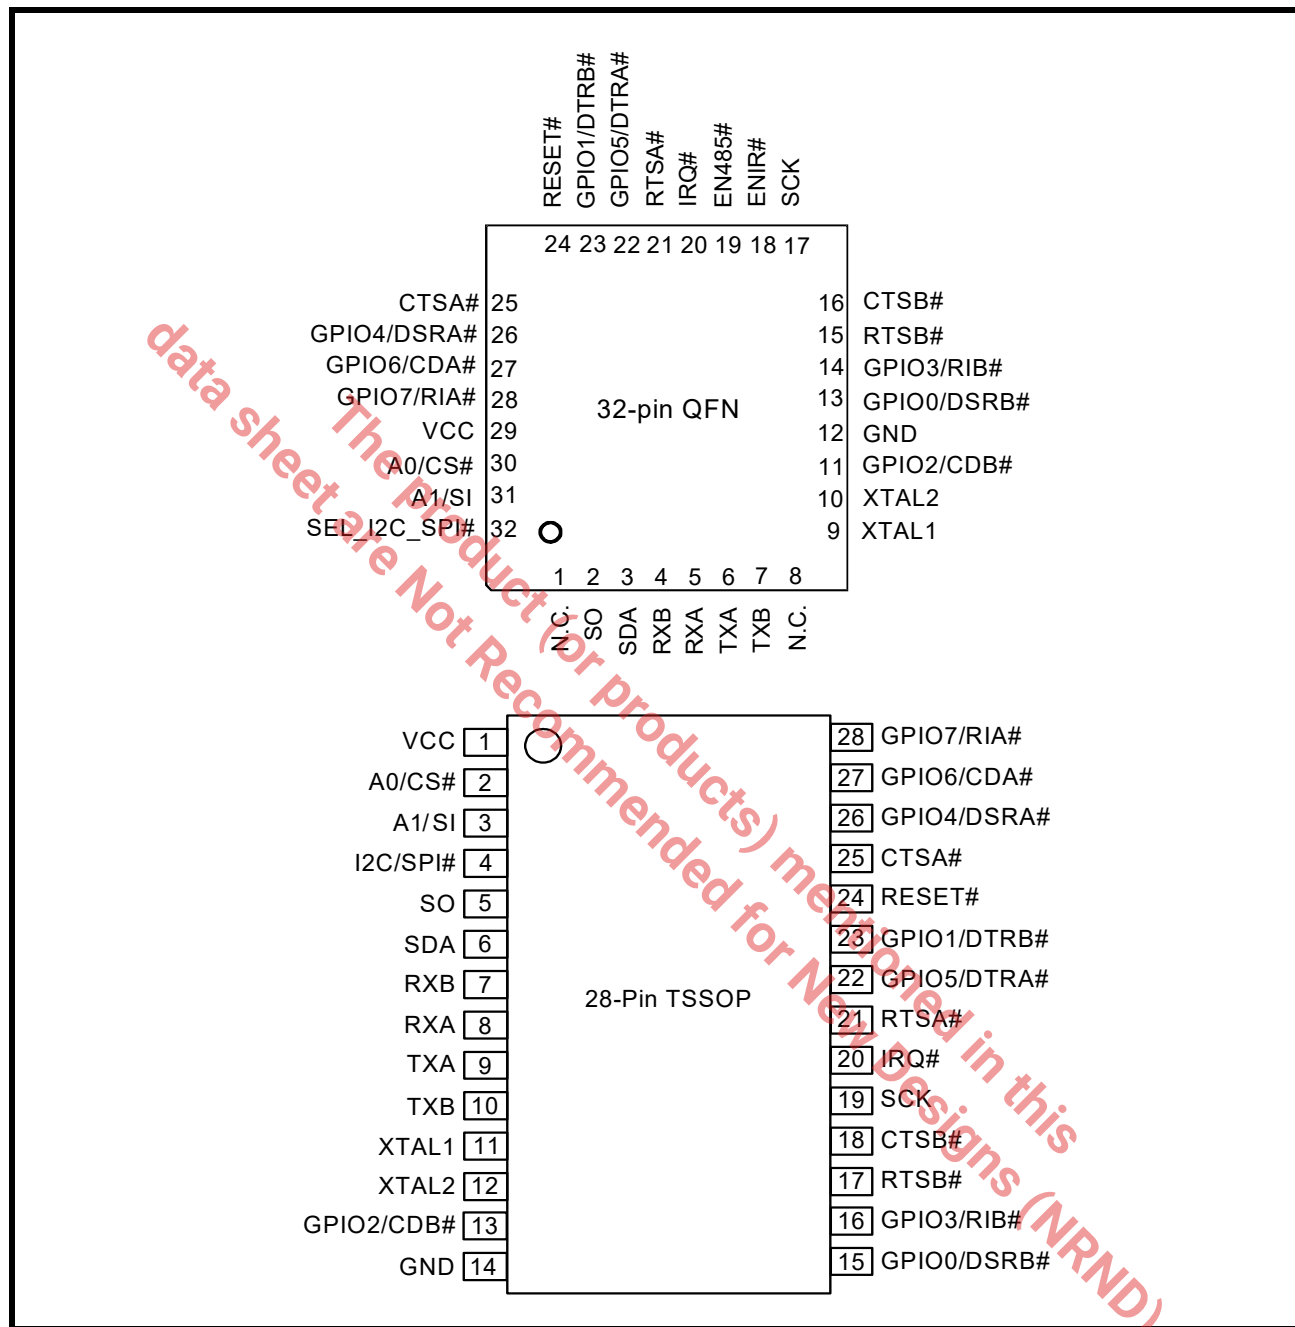 RESET#
GPIO1/DTRB#
GPIO5/DTRA#
RTSA#
IRQ#
EN485#
ENIR#
SCK
24 23 22 21 20 19 18 17
CTSA# 25
GPIO4/DSRA# 26
GPIO6/CDA# 27
GPIO7/RIA# 28
VCC 29
A0/CS# 30
A1/SI 31
SEL_I2C_SPI# 32
32-pin QFN
16 CTSB#
15 RTSB#
14 GPIO3/RIB#
13 GPIO0/DSRB#
12 GND
11 GPIO2/CDB#
10 XTAL2
9 XTAL1
1 2 3 4 5 6 7 8
N.C.
SO
SDA
RXB
RXA
TXA
TXB
N.C.
VCC 1
A0/CS# 2
A1/SI 3
I2C/SPI# 4
SO 5
SDA 6
RXB 7
RXA 8
TXA 9
TXB 10
XTAL1 11
XTAL2 12
GPIO2/CDB# 13
GND 14
28-Pin TSSOP
28 GPIO7/RIA#
27 GPIO6/CDA#
26 GPIO4/DSRA#
25 CTSA#
24 RESET#
23 GPIO1/DTRB#
22 GPIO5/DTRA#
21 RTSA#
20 IRQ#
19 SCK
18 CTSB#
17 RTSB#
16 GPIO3/RIB#
15 GPIO0/DSRB#
The product (or products) mentioned in this
data sheet are Not Recommended for New Designs (NRND)